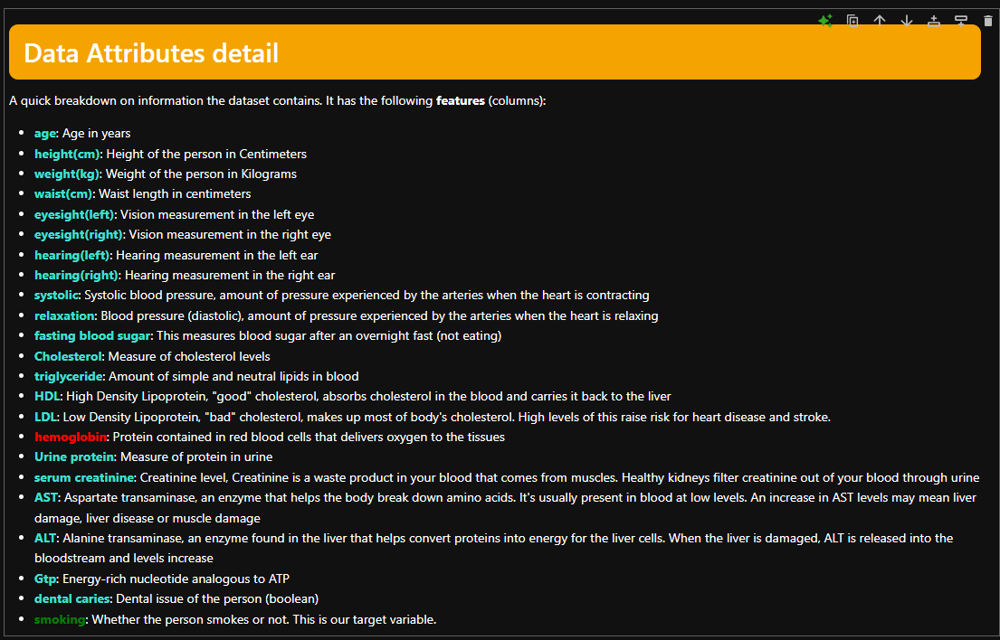 Data Attributes detail
A quick breakdown on information the dataset contains. It has the following features (columns):
• age: Age in years
• height(cm): Height of the person in Centimeters
• weight(kg): Weight of the person in Kilograms
• waist(cm): Waist length in centimeters
• eyesight(left): Vision measurement in the left eye
• eyesight(right): Vision measurement in the right eye
• hearing(left): Hearing measurement in the left ear
• hearing(right): Hearing measurement in the right ear
• systolic: Systolic blood pressure, amount of pressure experienced by the arteries when the heart is contracting
• relaxation: Blood pressure (diastolic), amount of pressure experienced by the arteries when the heart is relaxing
• fasting blood sugar: This measures blood sugar after an overnight fast (not eating)
• Cholesterol: Measure of cholesterol levels
• triglyceride: Amount of simple and neutral lipids in blood
• HDL: High Density Lipoprotein, "good" cholesterol, absorbs cholesterol in the blood and carries it back to the liver
• LDL: Low Density Lipoprotein, "bad" cholesterol, makes up most of body's cholesterol. High levels of this raise risk for heart disease and stroke.
• hemoglobin: Protein contained in red blood cells that delivers oxygen to the tissues
• Urine protein: Measure of protein in urine
• serum creatinine: Creatinine level, Creatinine is a waste product in your blood that comes from muscles. Healthy kidneys filter creatinine out of your blood through urine
• AST: Aspartate transaminase, an enzyme that helps the body break down amino acids. It's usually present in blood at low levels. An increase in AST levels may mean liver
damage, liver disease or muscle damage
• ALT: Alanine transaminase, an enzyme found in the liver that helps convert proteins into energy for the liver cells. When the liver is damaged, ALT is released into the
bloodstream and levels increase
• Gtp: Energy-rich nucleotide analogous to ATP
• dental caries: Dental issue of the person (boolean)
• smoking: Whether the person smokes or not. This is our target variable.